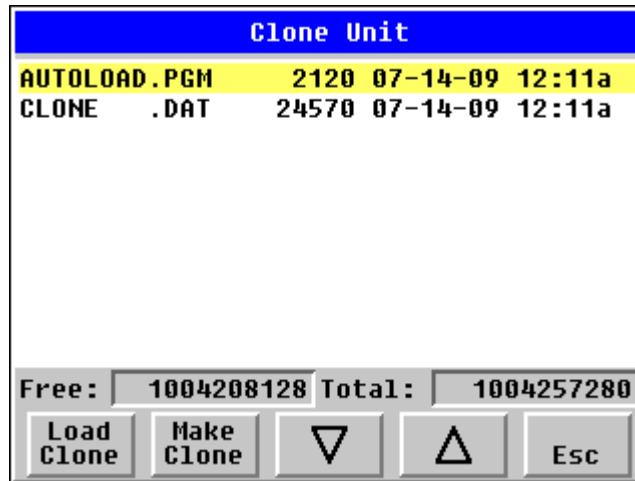 Clone Unit
AUTOLOAD.PGM 2120 07-14-09 12:11a
CLONE .DAT 24570 07-14-09 12:11a
Free: 1004208128 Total: 1004257280
Load Clone Make Clone Esc